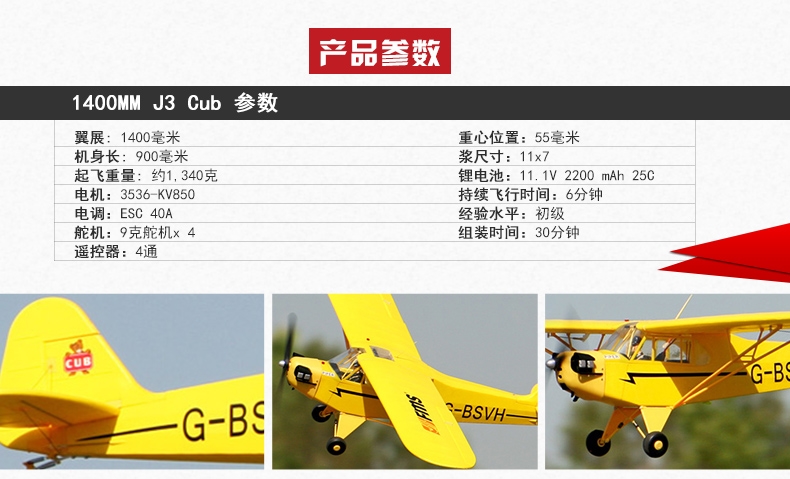 产品参数
1400MM J3 Cub 参数
翼展: 1400毫米
机身长: 900毫米
起飞重量: 约1,340克
电机: 3536-KV850
电调: ESC 40A
舵机: 9克舵机x 4
遥控器: 4通
重心位置: 55毫米
浆尺寸: 11x7
锂电池: 11.1V 2200 mAh 25C
持续飞行时间: 6分钟
经验水平: 初级
组装时间: 30分钟
CUB
G-BS
G-BSVH
G-BS